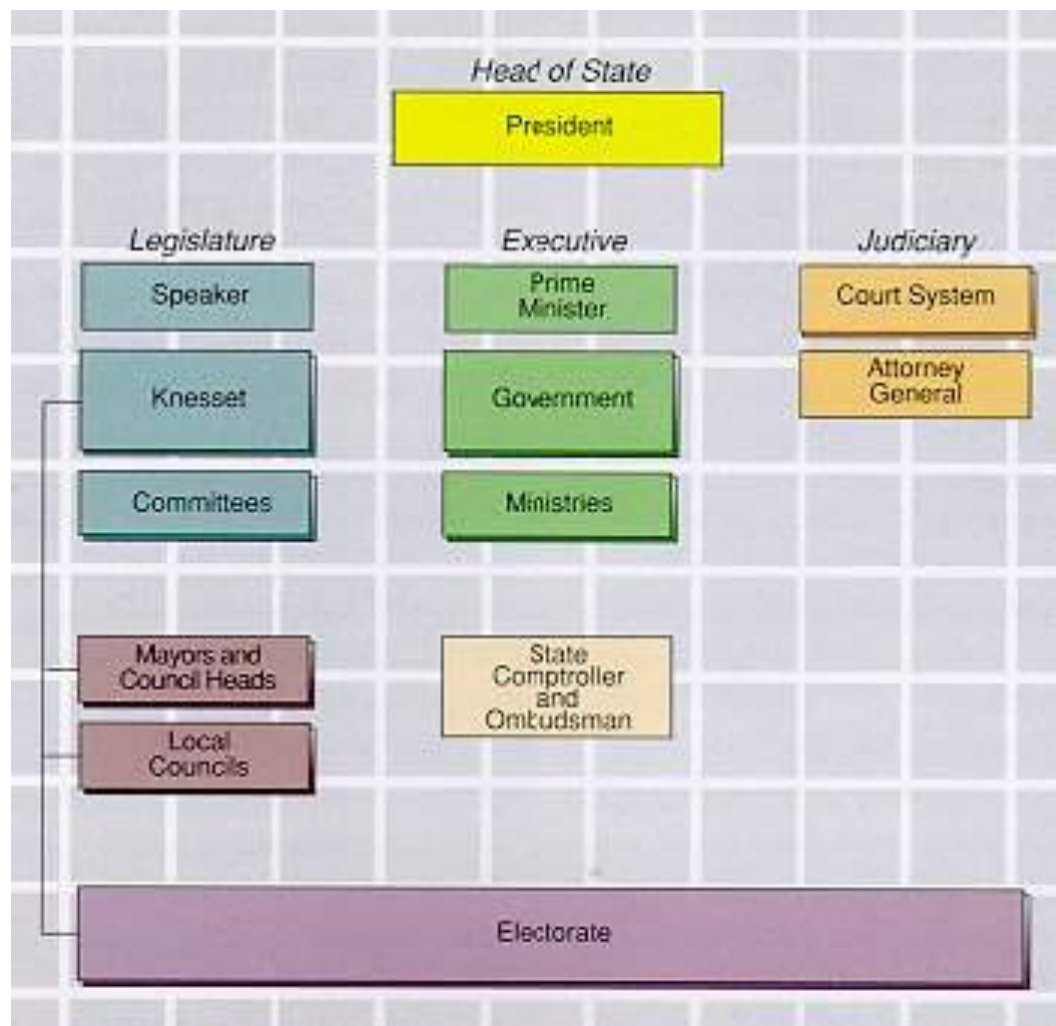 Head of State
President
Legislature
Executive
Judiciary
Speaker
Prime
Minister
Court System
Knesset
Government
Attorney
General
Committees
Ministries
Mayors and
Council Heads
State
Comptroller
and
Ombudsman
Local
Councils
Electorate